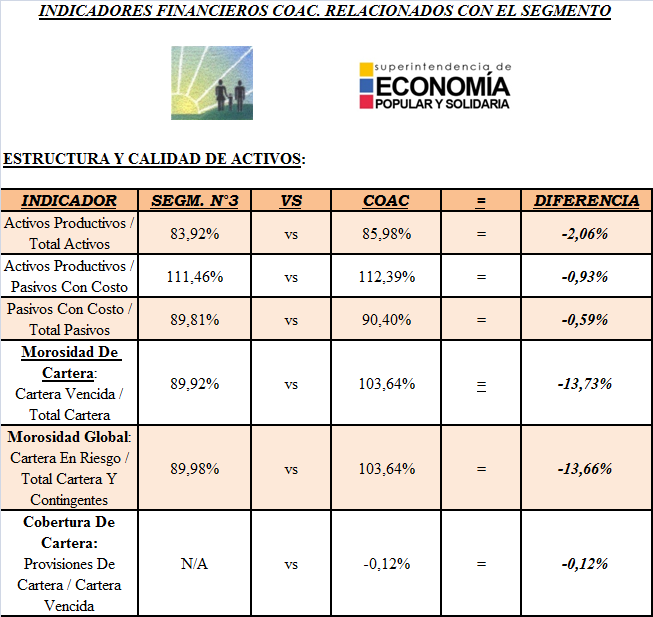 INDICADORES FINANCIEROS COAC. RELACIONADOS CON EL SEGMENTO
superintendencia de
ECONOMÍA
POPULAR Y SOLIDARIA
ESTRUCTURA Y CALIDAD DE ACTIVOS:
INDICADOR SEGM. N°3 VS COAC = DIFERENCIA
Activos Productivos /
Total Activos
83,92% vs 85,98% = -2,06%
Activos Productivos /
Pasivos Con Costo
111,46% vs 112,39% = -0,93%
Pasivos Con Costo /
Total Pasivos
89,81% vs 90,40% = -0,59%
Morosidad De
Cartera:
Cartera Vencida /
Total Cartera
89,92% vs 103,64% = -13,73%
Morosidad Global:
Cartera En Riesgo /
Total Cartera Y
Contingentes
89,98% vs 103,64% = -13,66%
Cobertura De
Cartera:
Provisiones De
Cartera / Cartera
Vencida
N/A vs -0,12% = -0,12%